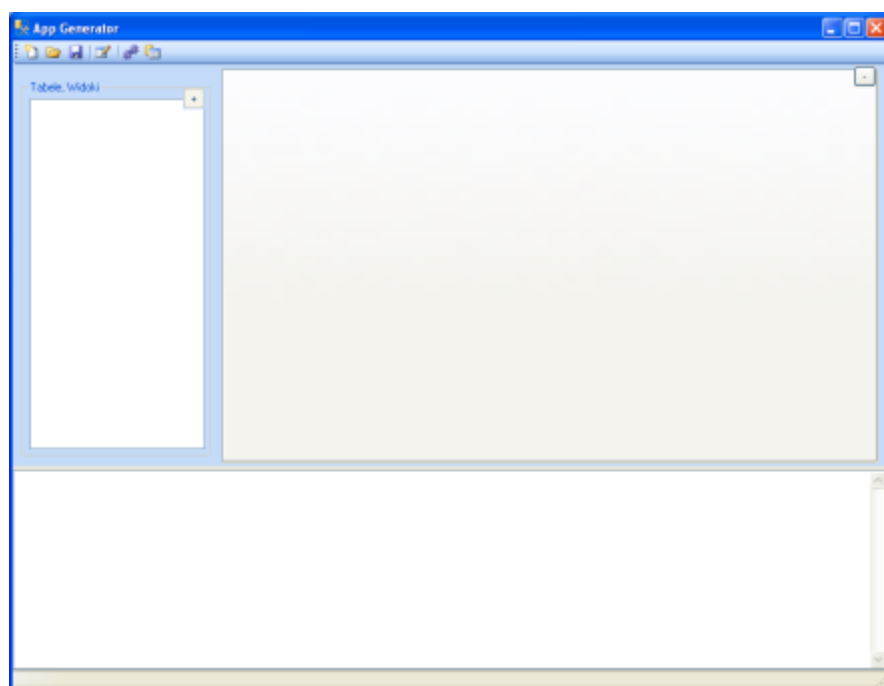 App Generator
Tabele, Widoki
+
-